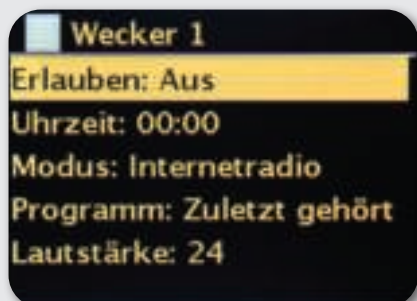 Wecker 1
Erlauben: Aus
Uhrzeit: 00:00
Modus: Internetradio
Programm: Zuletzt gehört
Lautstärke: 24